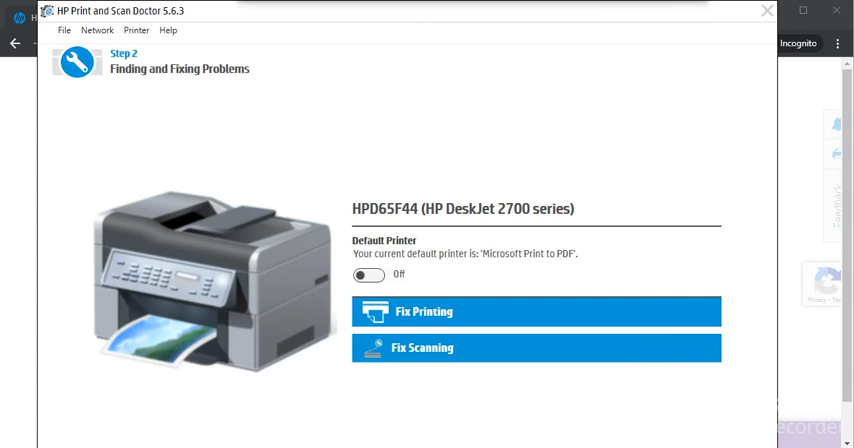 HP Print and Scan Doctor 5.6.3
File Network Printer Help
Incognito
Step 2
Finding and Fixing Problems
HPD65F44 (HP DeskJet 2700 series)
Default Printer
Your current default printer is: 'Microsoft Print to PDF'.
Off
Fix Printing
Fix Scanning
Feedback